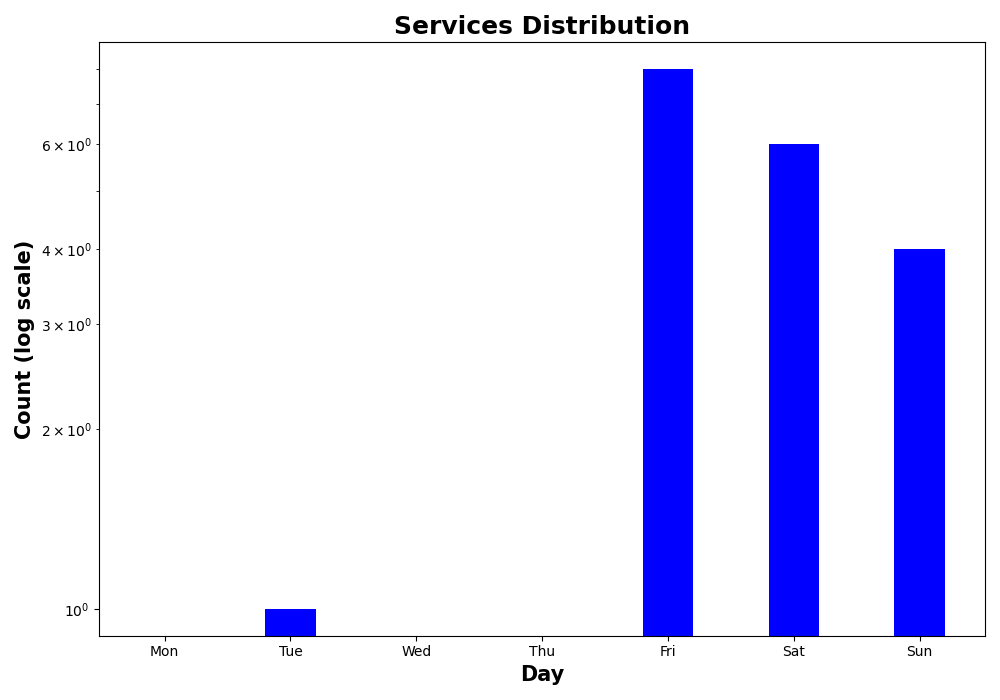 Services Distribution
Count (log scale)
6 × 10⁰
4 × 10⁰
3 × 10⁰
2 × 10⁰
10⁰
Mon Tue Wed Thu Fri Sat Sun
Day